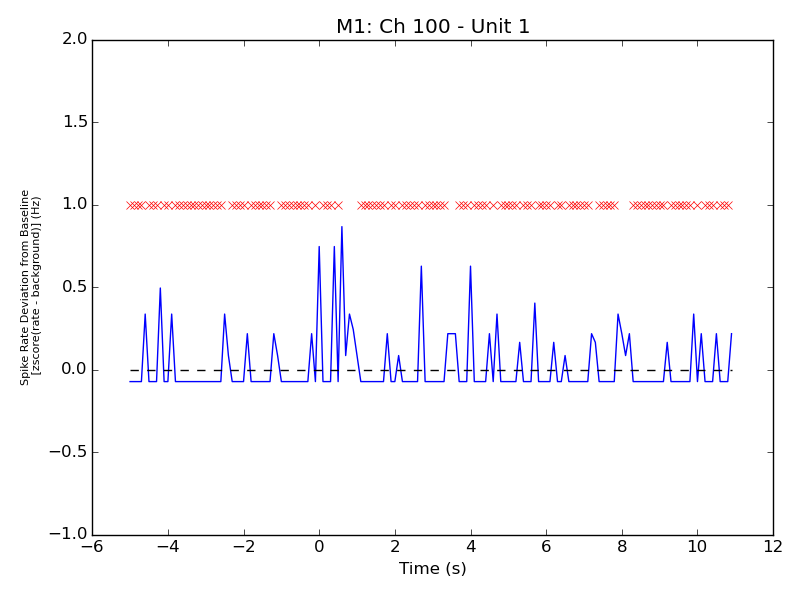 M1: Ch 100 - Unit 1
2.0
1.5
1.0
0.5
0.0
−0.5
−1.0
Spike Rate Deviation from Baseline
[zscore(rate - background)] (Hz)
−6 −4 −2 0 2 4 6 8 10 12
Time (s)